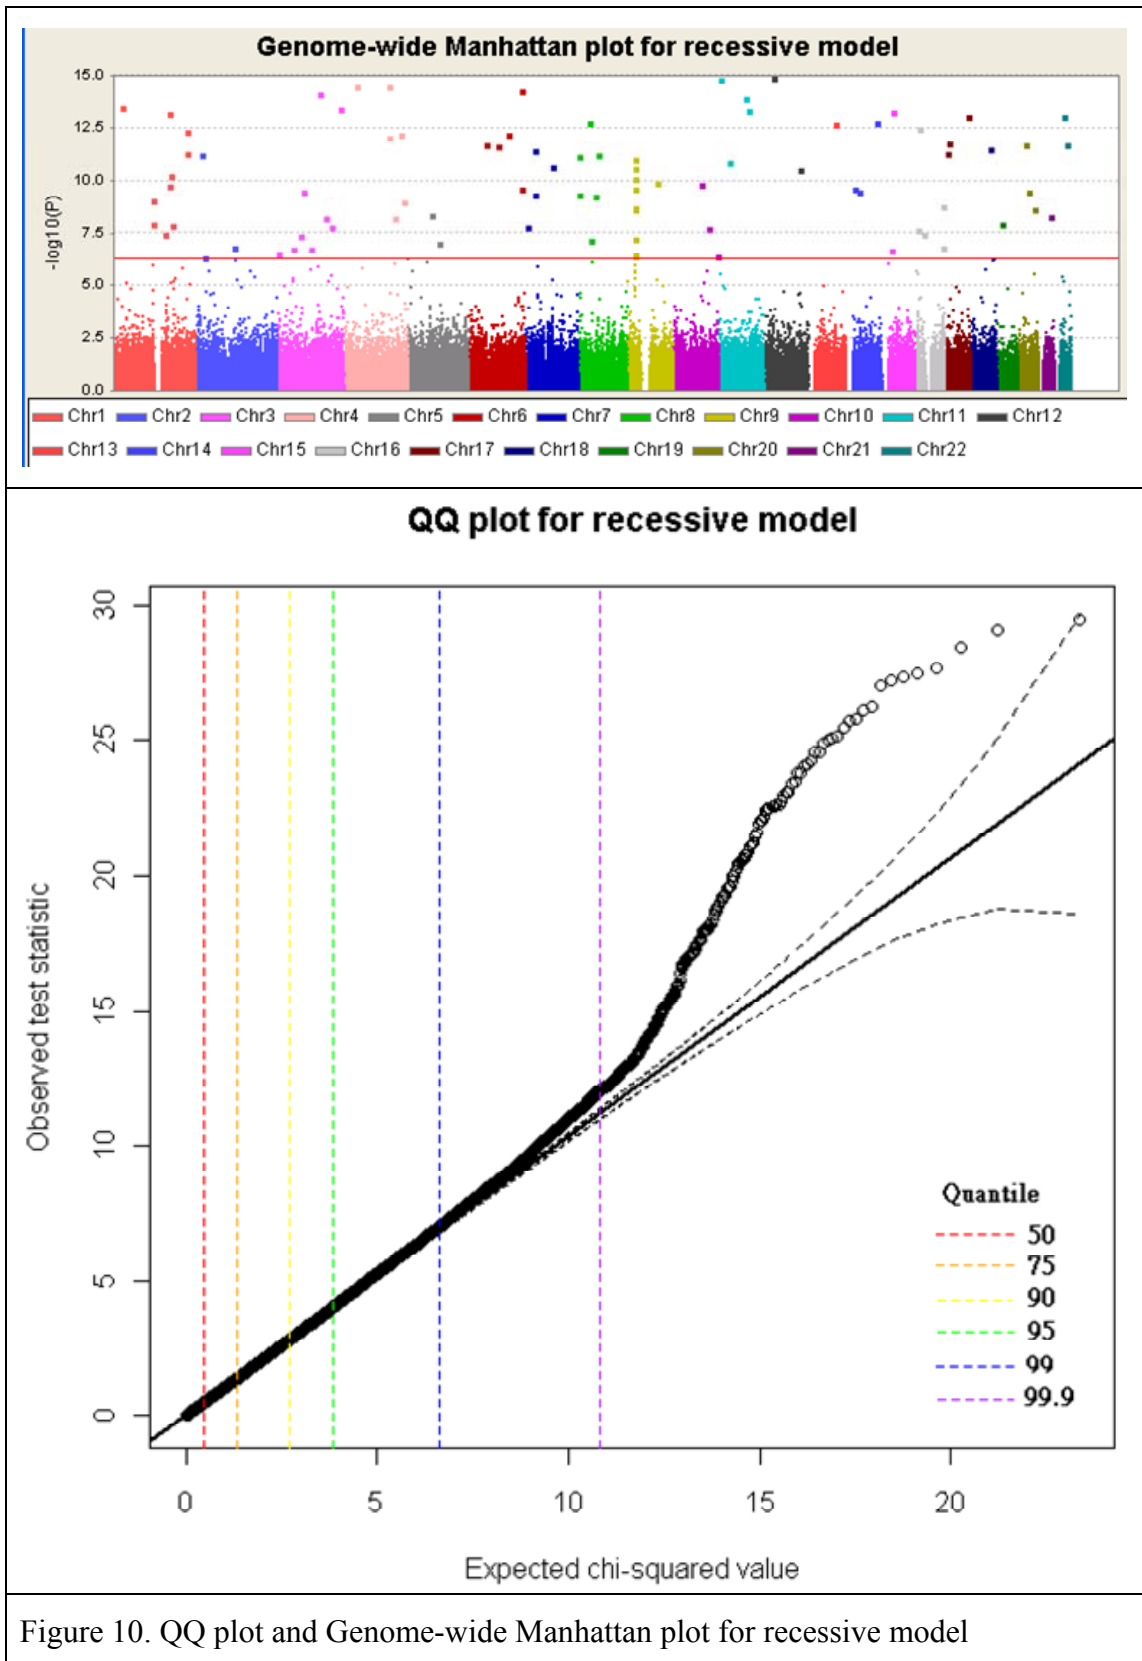 Genome-wide Manhattan plot for recessive model
15.0
12.5
10.0
7.5
5.0
2.5
0.0
-log10(P)
Chr1 Chr2 Chr3 Chr4 Chr5 Chr6 Chr7 Chr8 Chr9 Chr10 Chr11 Chr12
Chr13 Chr14 Chr15 Chr16 Chr17 Chr18 Chr19 Chr20 Chr21 Chr22
QQ plot for recessive model
30
25
20
15
10
5
0
Observed test statistic
Quantile
50
75
90
95
99
99.9
0 5 10 15 20
Expected chi-squared value
Figure 10. QQ plot and Genome-wide Manhattan plot for recessive model